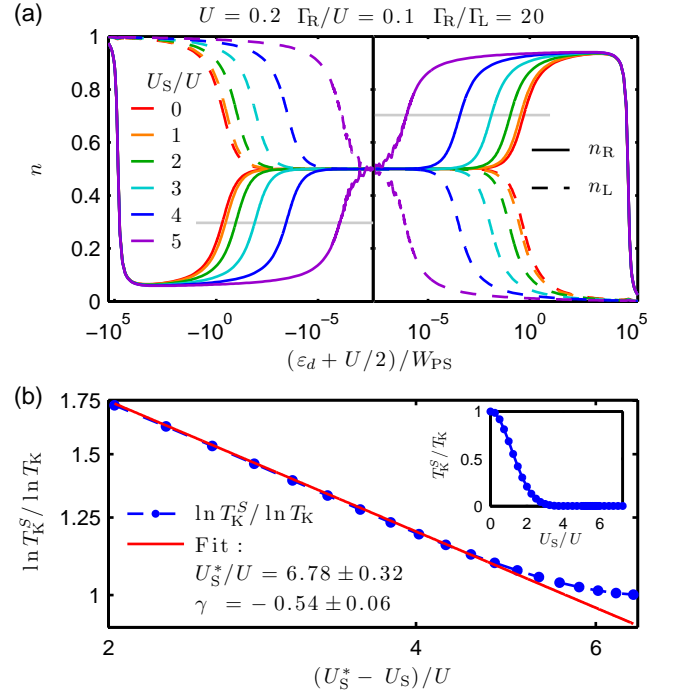 (a)
U = 0.2 Γ_R/U = 0.1 Γ_R/Γ_L = 20
1
0.8
0.6
0.4
0.2
0
n
U_S/U
0
1
2
3
4
5
n_R
n_L
−10^5
−10^0
−10^−5
10^−5
10^0
10^5
(ε_d + U/2)/W_PS
(b)
1.75
1.5
1.25
1
ln T_K^S / ln T_K
ln T_K^S / ln T_K
Fit :
U_S^*/U = 6.78 ± 0.32
γ = − 0.54 ± 0.06
2
4
6
(U_S^* − U_S)/U
1
0.5
0
T_K^S/T_K
0
2
4
6
U_S/U